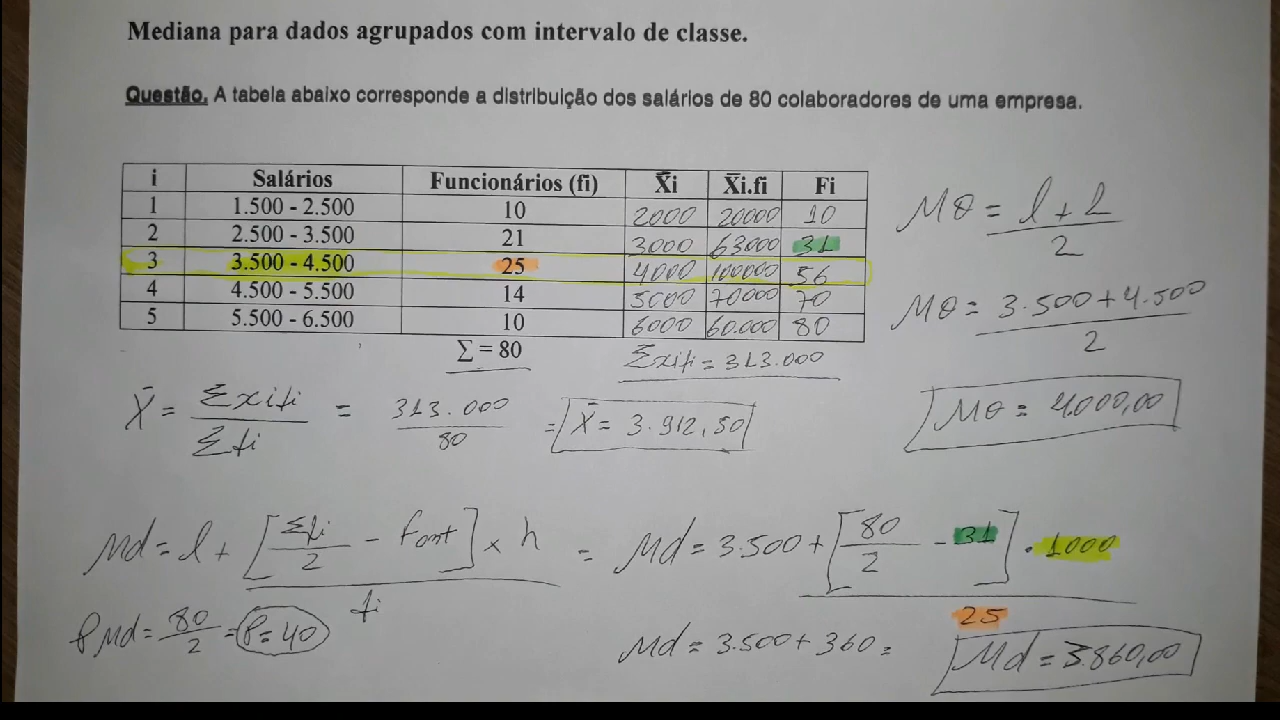 Mediana para dados agrupados com intervalo de classe.
Questão. A tabela abaixo corresponde a distribuição dos salários de 80 colaboradores de uma empresa.
i Salários Funcionários (fi) X̄i X̄i.fi Fi
1 1.500 - 2.500 10 2000 20000 10
2 2.500 - 3.500 21 3000 63000 31
3 3.500 - 4.500 25 4000 100000 56
4 4.500 - 5.500 14 5000 70000 70
5 5.500 - 6.500 10 6000 60.000 80
∑ = 80 Σxifi = 313.000
Mo = l + L / 2
Mo = 3.500 + 4.500 / 2
Mo = 4.000,00
X̄ = Σxifi / Σfi = 313.000 / 80 = X̄ = 3.912,50
Md = l + [Σfi / 2 - Fant] x h / fi = Md = 3.500 + [80 / 2 - 31] . 1000 / 25
PMd = 80 / 2 = P = 40
Md = 3.500 + 360 = Md = 3.860,00